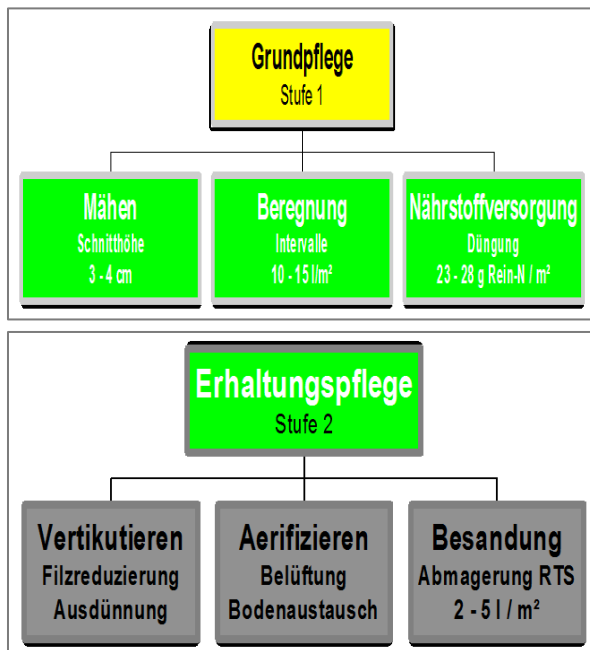 Grundpflege
Stufe 1
Mähen
Schnitthöhe
3 - 4 cm
Beregnung
Intervalle
10 - 15 l/m²
Nährstoffversorgung
Düngung
23 - 28 g Rein-N / m²
Erhaltungspflege
Stufe 2
Vertikutieren
Filzreduzierung
Ausdünnung
Aerifizieren
Belüftung
Bodenaustausch
Besandung
Abmagerung RTS
2 - 5 l / m²